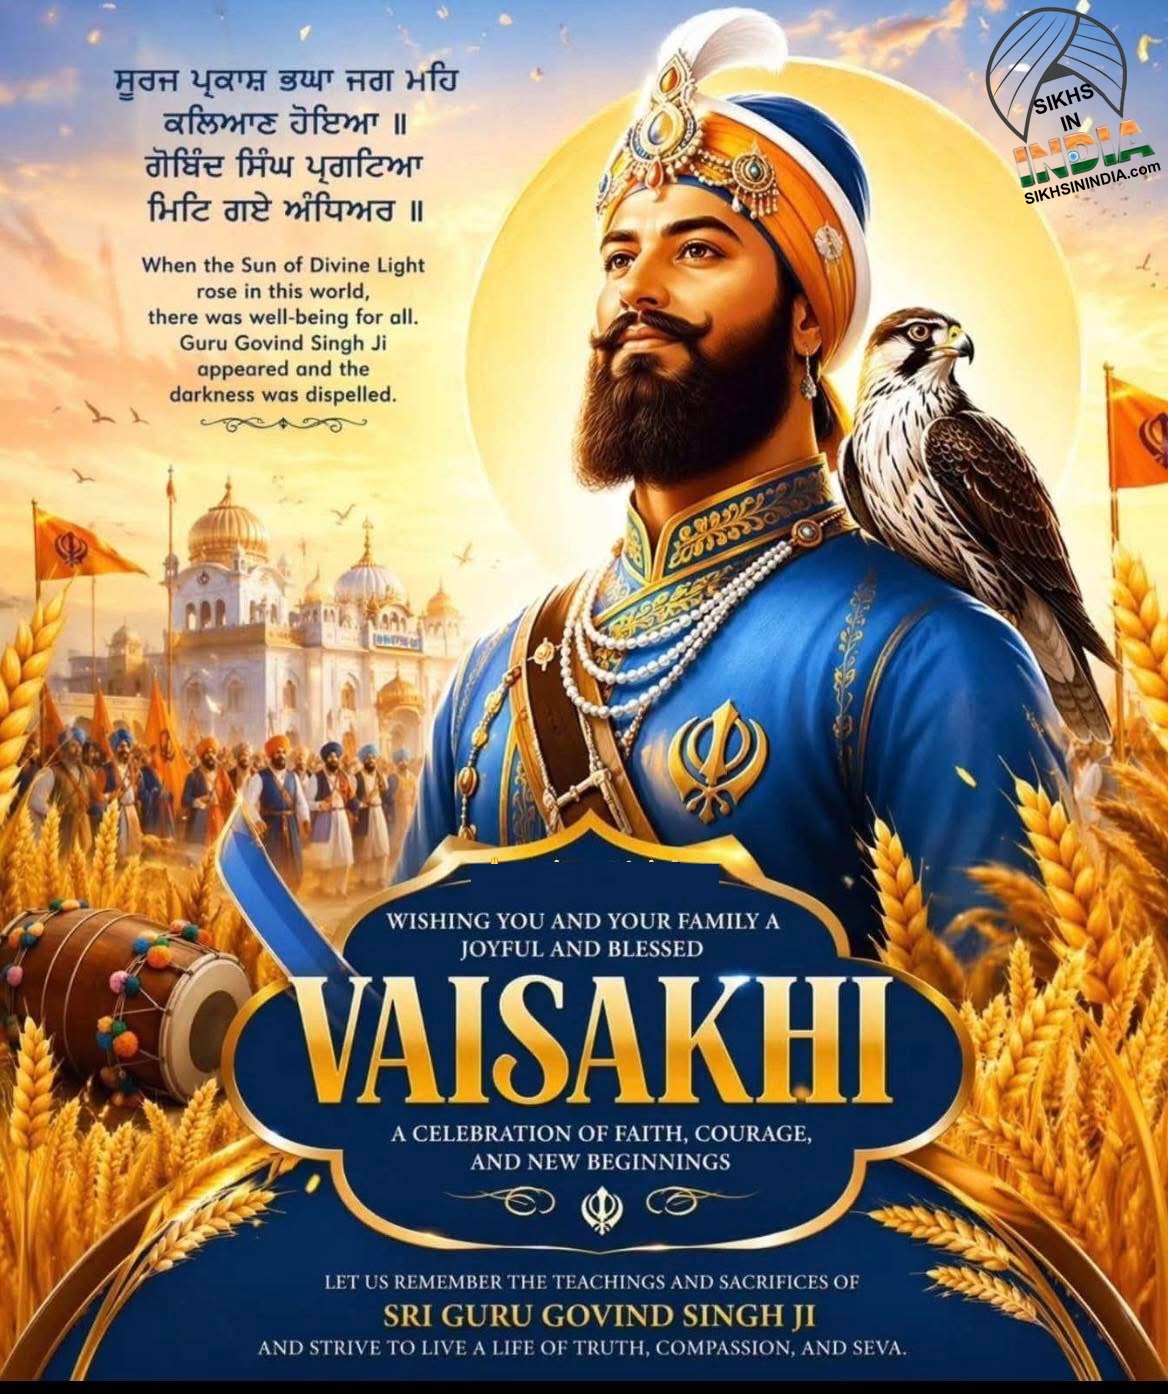 ਸੂਰਜ ਪ੍ਰਕਾਸ਼ ਭਘਾ ਜਗ ਮਹਿ
ਕਲਿਆਣ ਹੋਇਆ ॥
ਗੋਬਿੰਦ ਸਿੰਘ ਪ੍ਰਗਟਿਆ
ਮਿਟਿ ਗਏ ਅੰਧਿਅਰ ॥
When the Sun of Divine Light
rose in this world,
there was well-being for all.
Guru Govind Singh Ji
appeared and the
darkness was dispelled.
SIKHS
IN
INDIA
SIKHSININDIA.com
WISHING YOU AND YOUR FAMILY A
JOYFUL AND BLESSED
VAISAKHI
A CELEBRATION OF FAITH, COURAGE,
AND NEW BEGINNINGS
LET US REMEMBER THE TEACHINGS AND SACRIFICES OF
SRI GURU GOVIND SINGH JI
AND STRIVE TO LIVE A LIFE OF TRUTH, COMPASSION, AND SEVA.